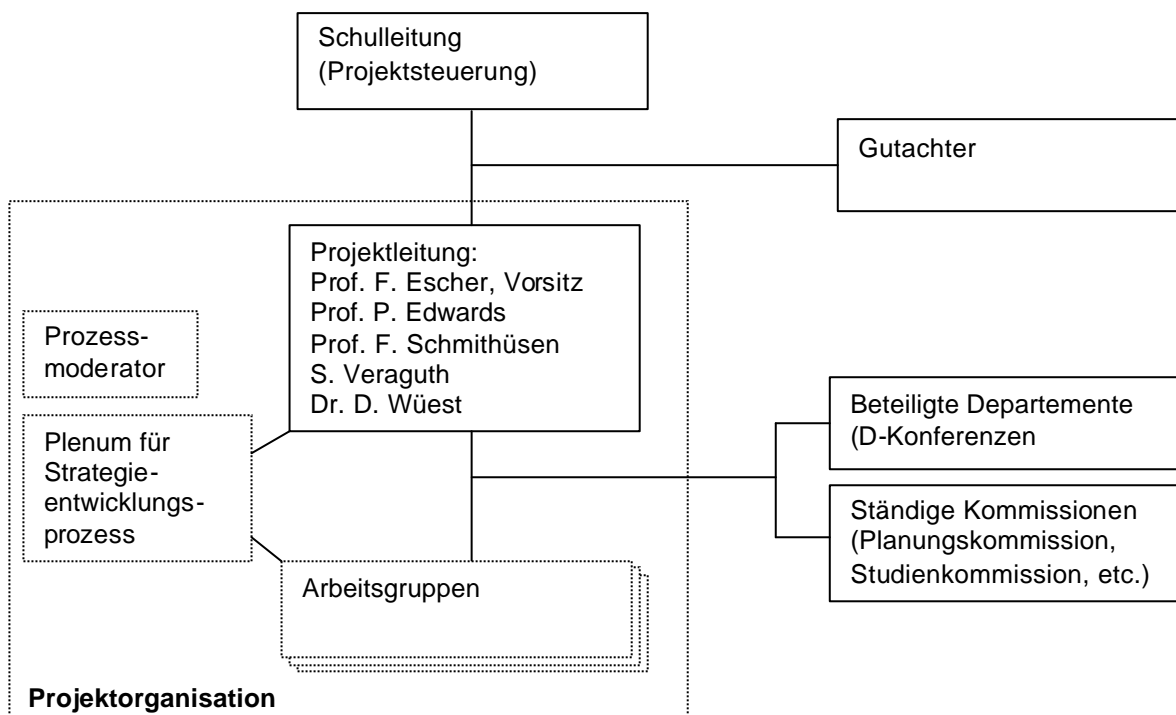 Schulleitung
(Projektsteuerung)
Gutachter
Projektleitung:
Prof. F. Escher, Vorsitz
Prof. P. Edwards
Prof. F. Schmithüsen
S. Veraguth
Dr. D. Wüest
Prozess-
moderator
Plenum für
Strategie-
entwicklungs-
prozess
Beteiligte Departemente
(D-Konferenzen
Ständige Kommissionen
(Planungskommission,
Studienkommission, etc.)
Arbeitsgruppen
Projektorganisation